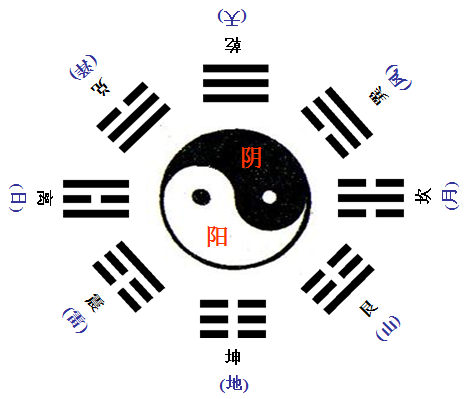 (天)
乾
(泽)
兑
巽
(风)
阴
(日)
离
坎
(月)
阳
(雷)
震
艮
(山)
坤
(地)